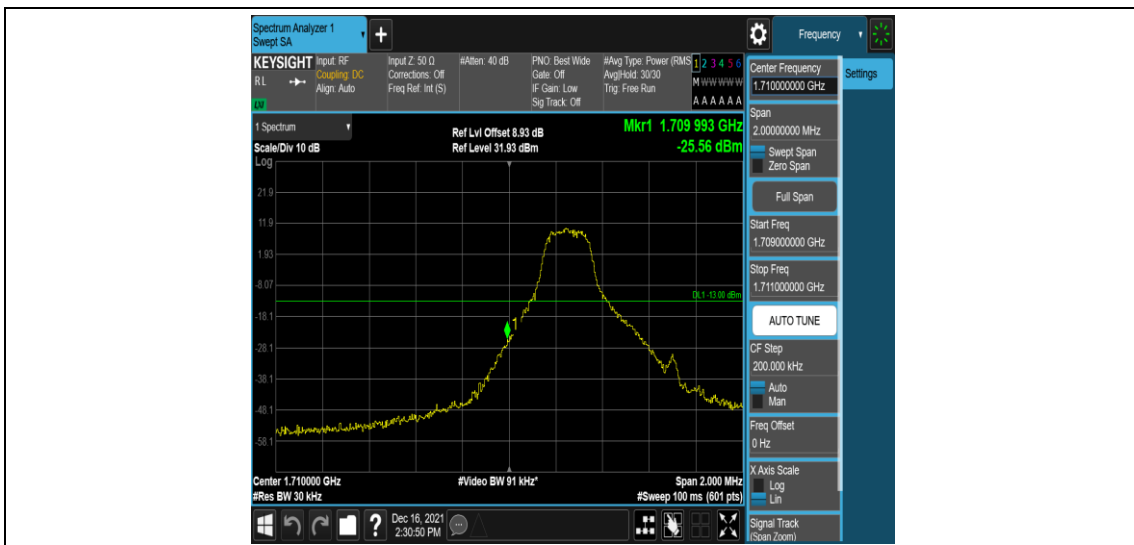 Spectrum Analyzer 1
Swept SA
+
Frequency
KEYSIGHT
RL
LXI
Input: RF
Coupling: DC
Align: Auto
Input Z: 50 Ω
Corrections: Off
Freq Ref: Int (S)
#Atten: 40 dB
PNO: Best Wide
Gate: Off
IF Gain: Low
Sig Track: Off
#Avg Type: Power (RMS
Avg|Hold: 30/30
Trig: Free Run
1 2 3 4 5 6
M W W W W W
A A A A A A
1 Spectrum
Scale/Div 10 dB
Log
Ref Lvl Offset 8.93 dB
Ref Level 31.93 dBm
Mkr1 1.709 993 GHz
-25.56 dBm
21.9
11.9
1.93
-8.07
DL1 -13.00 dBm
-18.1
1
-28.1
-38.1
-48.1
-58.1
Center 1.710000 GHz
#Res BW 30 kHz
#Video BW 91 kHz*
Span 2.000 MHz
#Sweep 100 ms (601 pts)
?
Dec 16, 2021
2:30:50 PM
Center Frequency
1.710000000 GHz
Settings
Span
2.00000000 MHz
Swept Span
Zero Span
Full Span
Start Freq
1.709000000 GHz
Stop Freq
1.711000000 GHz
AUTO TUNE
CF Step
200.000 kHz
Auto
Man
Freq Offset
0 Hz
X Axis Scale
Log
Lin
Signal Track
(Span Zoom)